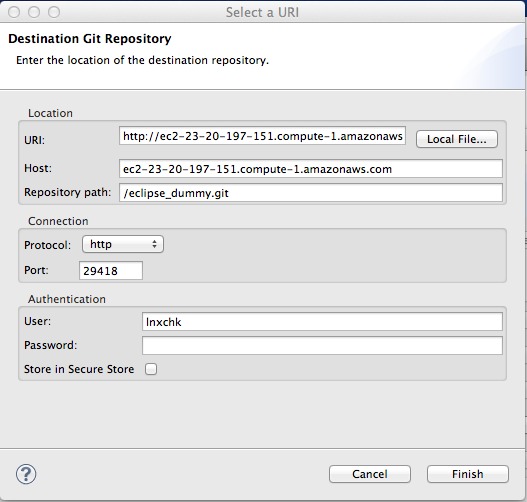 Select a URI
Destination Git Repository
Enter the location of the destination repository.
Location
URI: http://ec2-23-20-197-151.compute-1.amazonaws Local File...
Host: ec2-23-20-197-151.compute-1.amazonaws.com
Repository path: /eclipse_dummy.git
Connection
Protocol: http
Port: 29418
Authentication
User: lnxchk
Password:
Store in Secure Store
? Cancel Finish